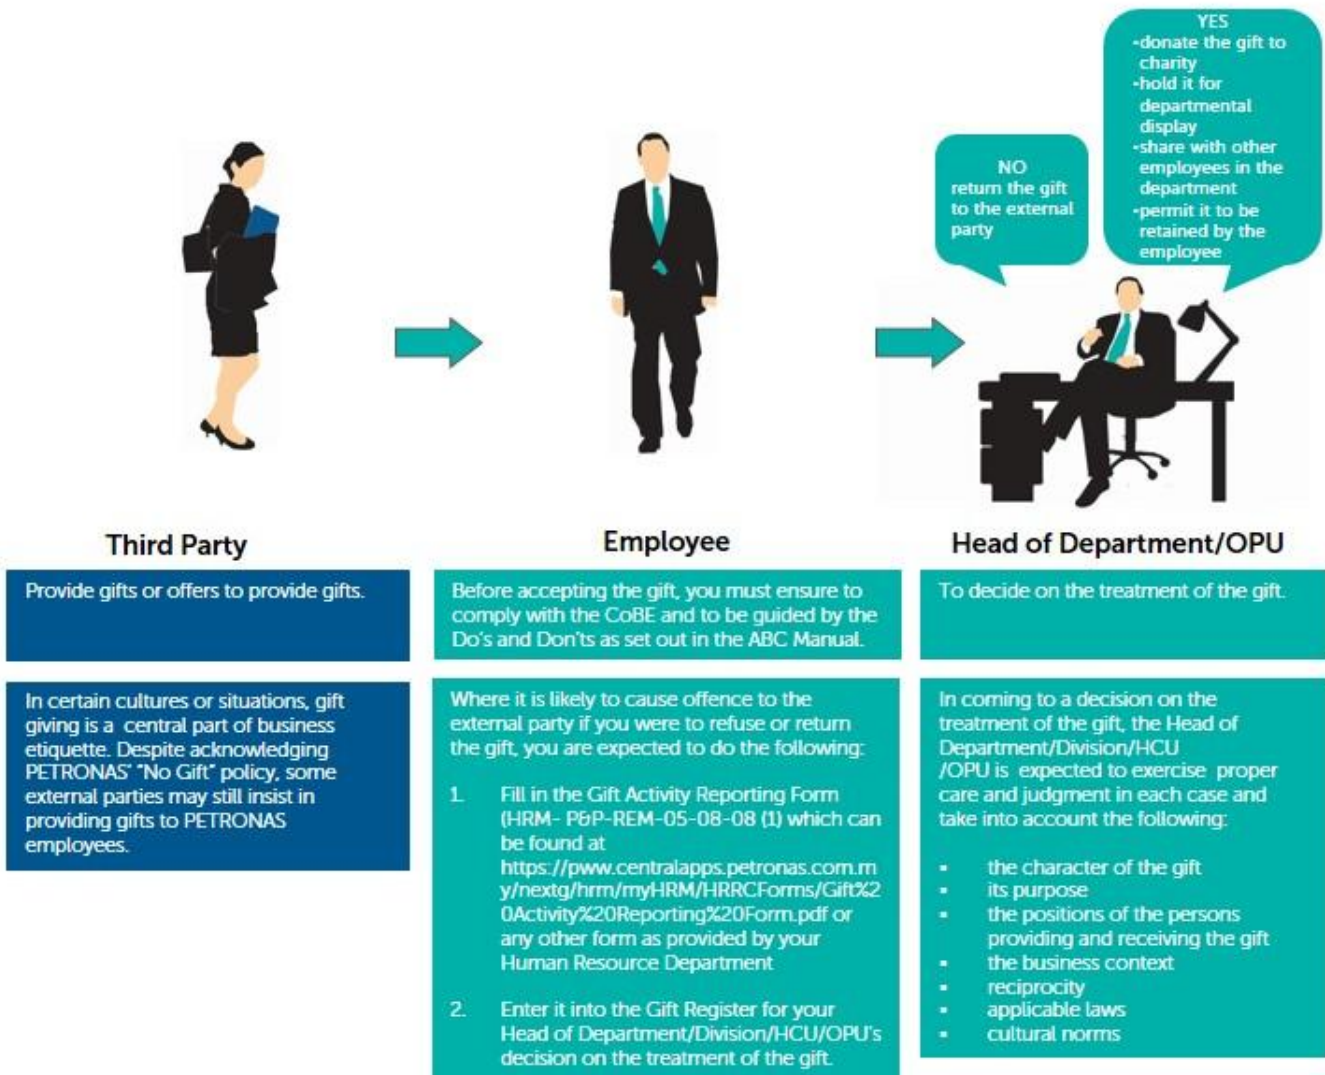 YES
-donate the gift to
charity
-hold it for
departmental
display
-share with other
employees in the
department
-permit it to be
retained by the
employee
NO
return the gift
to the external
party
Third Party
Employee
Head of Department/OPU
Provide gifts or offers to provide gifts.
In certain cultures or situations, gift
giving is a central part of business
etiquette. Despite acknowledging
PETRONAS' "No Gift" policy, some
external parties may still insist in
providing gifts to PETRONAS
employees.
Before accepting the gift, you must ensure to
comply with the CoBE and to be guided by the
Do's and Don'ts as set out in the ABC Manual.
Where it is likely to cause offence to the
external party if you were to refuse or return
the gift, you are expected to do the following:
1. Fill in the Gift Activity Reporting Form
(HRM- P&P-REM-05-08-08 (1) which can
be found at
https://pww.centralapps.petronas.com.m
y/nextg/hrm/myHRM/HRRCForms/Gift%2
0Activity%20Reporting%20Form.pdf or
any other form as provided by your
Human Resource Department
2. Enter it into the Gift Register for your
Head of Department/Division/HCU/OPU's
decision on the treatment of the gift.
To decide on the treatment of the gift.
In coming to a decision on the
treatment of the gift, the Head of
Department/Division/HCU
/OPU is expected to exercise proper
care and judgment in each case and
take into account the following:
▪ the character of the gift
▪ its purpose
▪ the positions of the persons
providing and receiving the gift
▪ the business context
▪ reciprocity
▪ applicable laws
▪ cultural norms